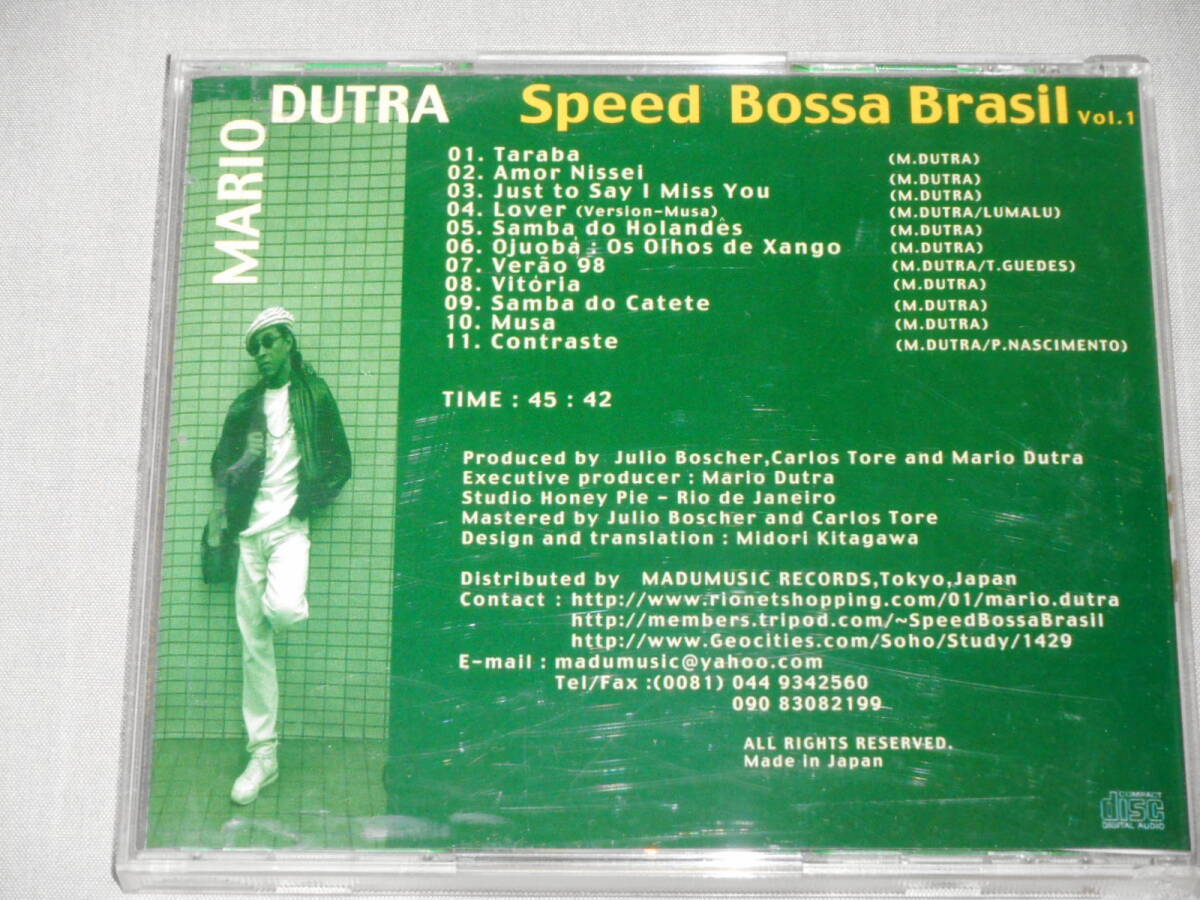 MARIO
DUTRA
Speed Bossa Brasil Vol.1
01. Taraba (M.DUTRA)
02. Amor Nissei (M.DUTRA)
03. Just to Say I Miss You (M.DUTRA)
04. Lover (Version-Musa) (M.DUTRA/LUMALU)
05. Samba do Holandês (M.DUTRA)
06. Ojuobá : Os Olhos de Xango (M.DUTRA)
07. Verão 98 (M.DUTRA/T.GUEDES)
08. Vitória (M.DUTRA)
09. Samba do Catete (M.DUTRA)
10. Musa (M.DUTRA)
11. Contraste (M.DUTRA/P.NASCIMENTO)
TIME : 45 : 42
Produced by Julio Boscher,Carlos Tore and Mario Dutra
Executive producer : Mario Dutra
Studio Honey Pie - Rio de Janeiro
Mastered by Julio Boscher and Carlos Tore
Design and translation : Midori Kitagawa
Distributed by MADUMUSIC RECORDS,Tokyo,Japan
Contact : http://www.rionetshopping.com/01/mario.dutra
http://members.tripod.com/~SpeedBossaBrasil
http://www.Geocities.com/Soho/Study/1429
E-mail : madumusic@yahoo.com
Tel/Fax :(0081) 044 9342560
090 83082199
ALL RIGHTS RESERVED.
Made in Japan
COMPACT
disc
DIGITAL AUDIO